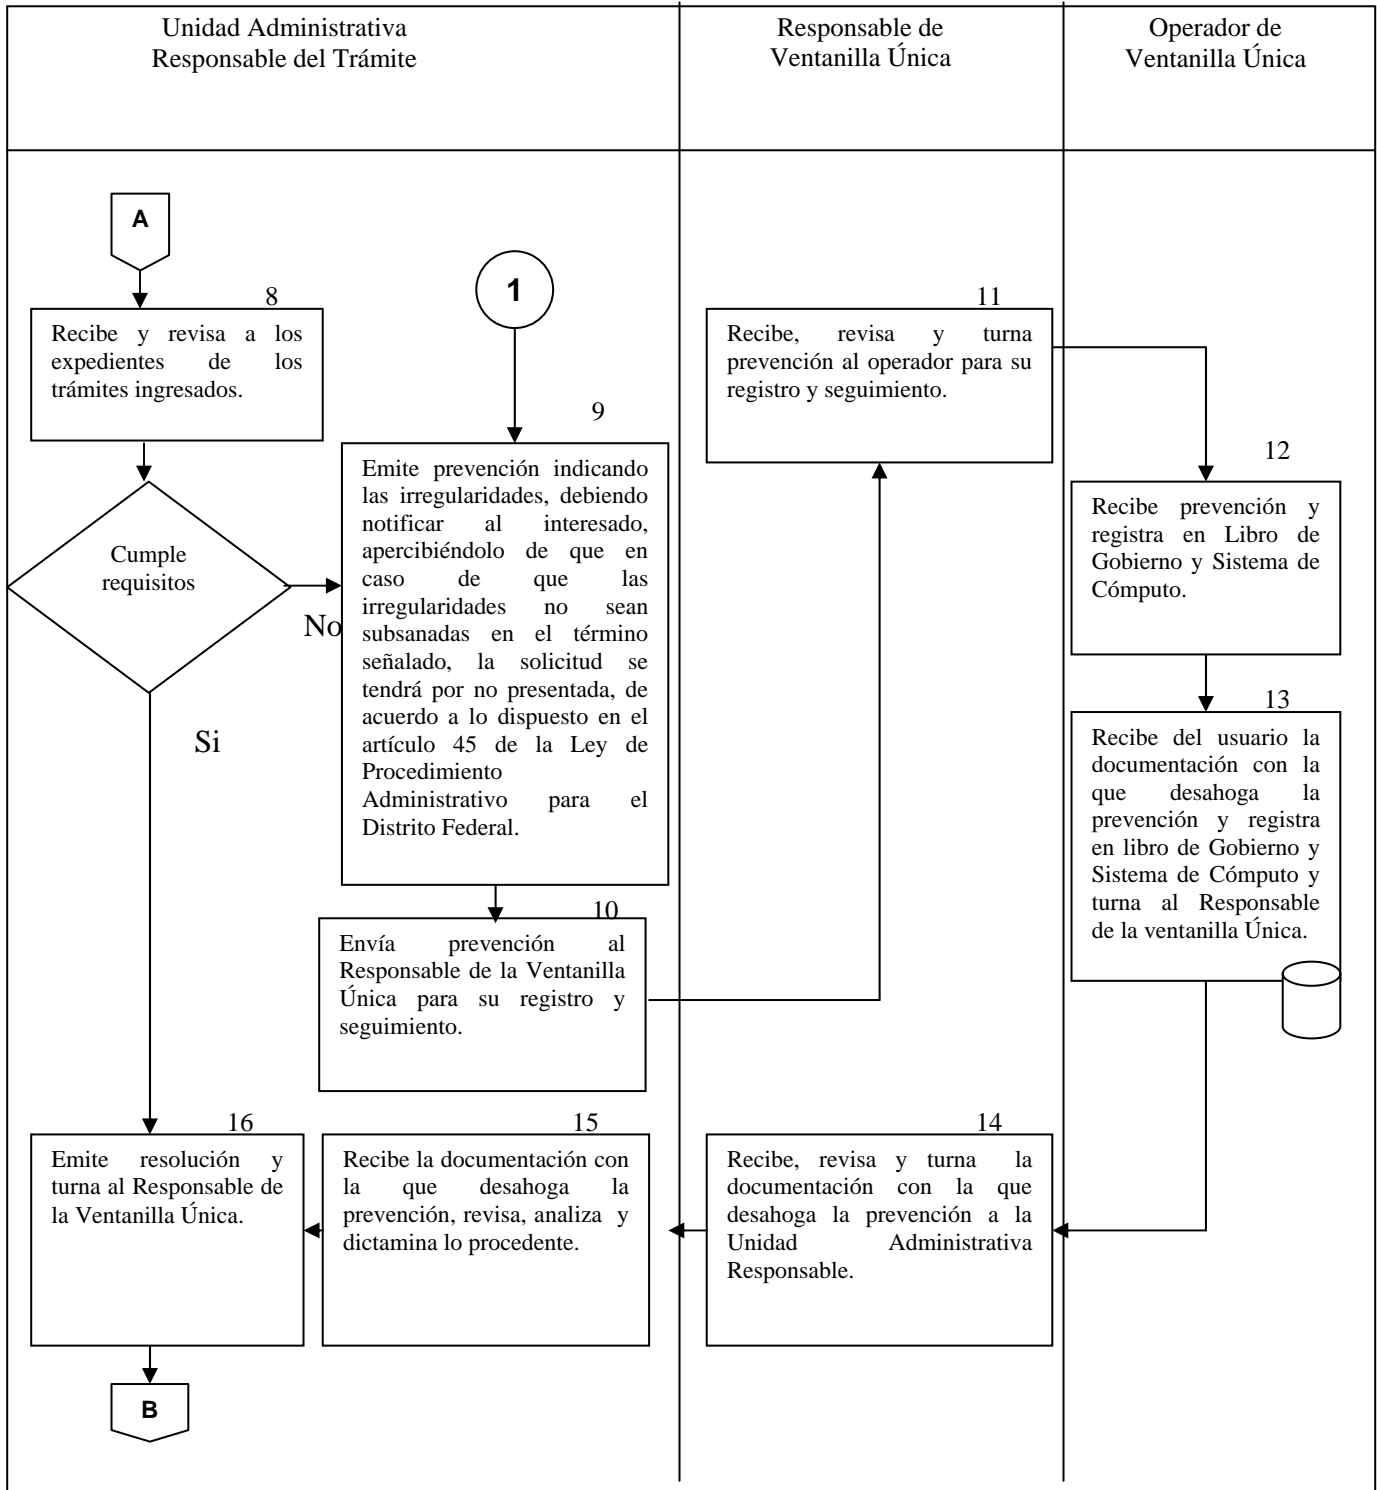 Unidad Administrativa
Responsable del Trámite
Responsable de
Ventanilla Única
Operador de
Ventanilla Única
A
8
Recibe y revisa a los
expedientes de los
trámites ingresados.
Cumple
requisitos
No
Si
1
9
Emite prevención indicando
las irregularidades, debiendo
notificar al interesado,
apercibiéndolo de que en
caso de que las
irregularidades no sean
subsanadas en el término
señalado, la solicitud se
tendrá por no presentada, de
acuerdo a lo dispuesto en el
artículo 45 de la Ley de
Procedimiento
Administrativo para el
Distrito Federal.
10
Envía prevención al
Responsable de la Ventanilla
Única para su registro y
seguimiento.
11
Recibe, revisa y turna
prevención al operador para su
registro y seguimiento.
12
Recibe prevención y
registra en Libro de
Gobierno y Sistema de
Cómputo.
13
Recibe del usuario la
documentación con la
que desahoga la
prevención y registra
en libro de Gobierno y
Sistema de Cómputo y
turna al Responsable
de la ventanilla Única.
14
Recibe, revisa y turna la
documentación con la que
desahoga la prevención a la
Unidad Administrativa
Responsable.
15
Recibe la documentación con
la que desahoga la
prevención, revisa, analiza y
dictamina lo procedente.
16
Emite resolución y
turna al Responsable de
la Ventanilla Única.
B